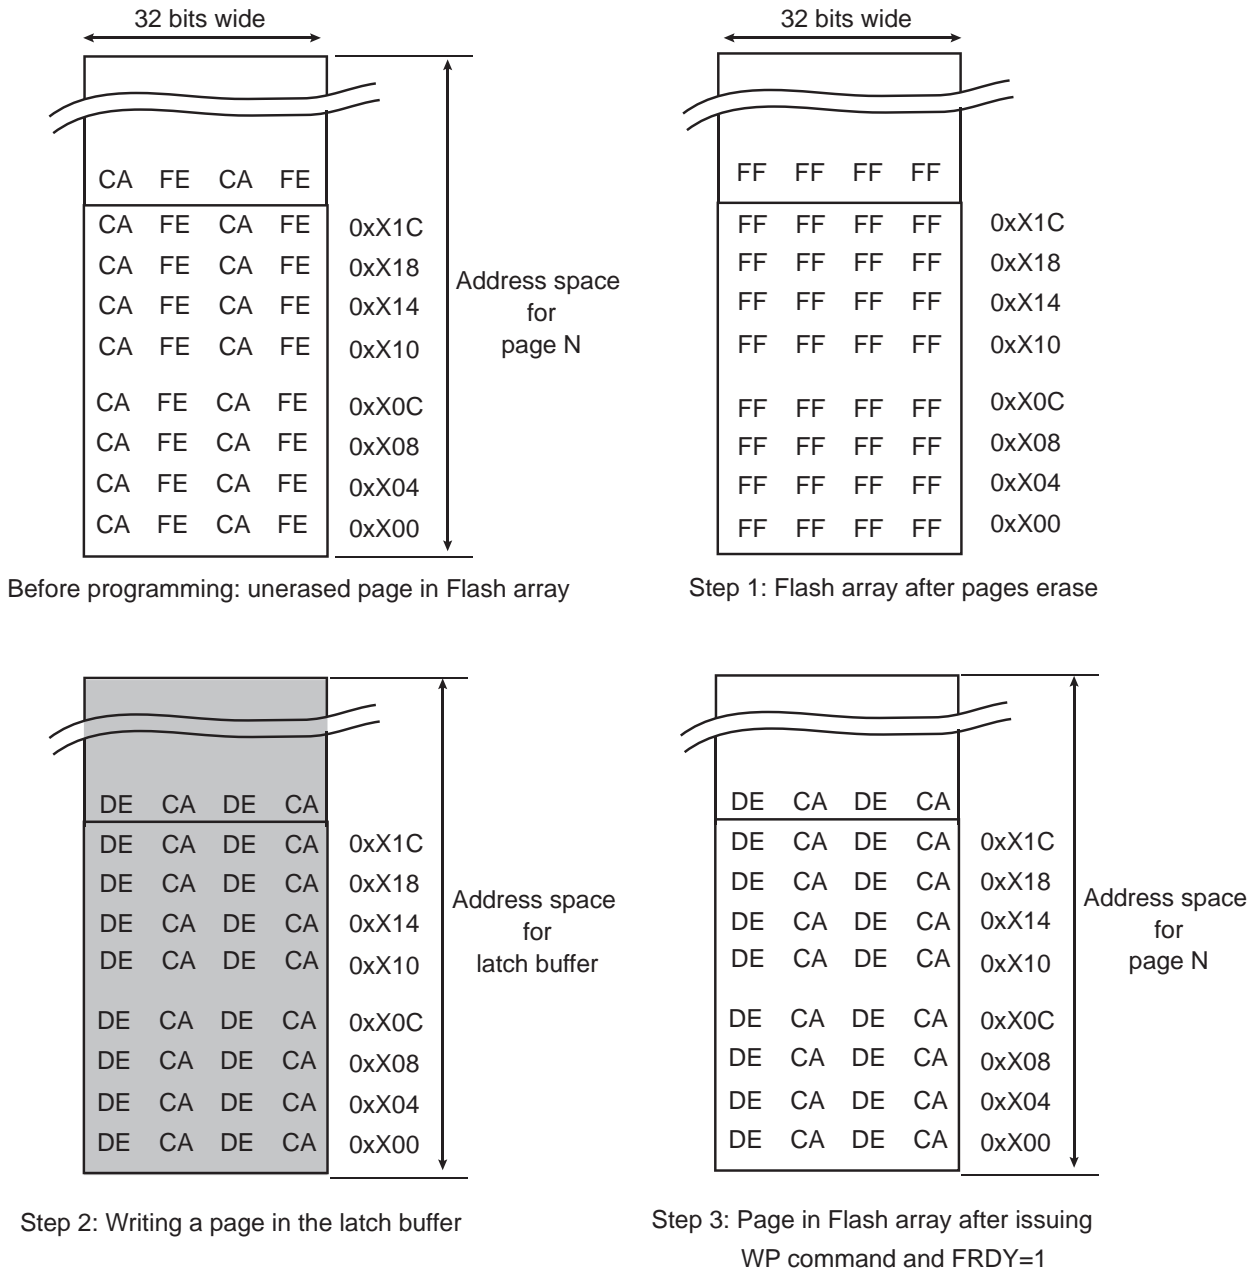 32 bits wide
CA FE CA FE
CA FE CA FE 0xX1C
CA FE CA FE 0xX18
CA FE CA FE 0xX14
CA FE CA FE 0xX10
CA FE CA FE 0xX0C
CA FE CA FE 0xX08
CA FE CA FE 0xX04
CA FE CA FE 0xX00
Address space
for
page N
Before programming: unerased page in Flash array
32 bits wide
FF FF FF FF
FF FF FF FF 0xX1C
FF FF FF FF 0xX18
FF FF FF FF 0xX14
FF FF FF FF 0xX10
FF FF FF FF 0xX0C
FF FF FF FF 0xX08
FF FF FF FF 0xX04
FF FF FF FF 0xX00
Step 1: Flash array after pages erase
DE CA DE CA
DE CA DE CA 0xX1C
DE CA DE CA 0xX18
DE CA DE CA 0xX14
DE CA DE CA 0xX10
DE CA DE CA 0xX0C
DE CA DE CA 0xX08
DE CA DE CA 0xX04
DE CA DE CA 0xX00
Address space
for
latch buffer
Step 2: Writing a page in the latch buffer
DE CA DE CA
DE CA DE CA 0xX1C
DE CA DE CA 0xX18
DE CA DE CA 0xX14
DE CA DE CA 0xX10
DE CA DE CA 0xX0C
DE CA DE CA 0xX08
DE CA DE CA 0xX04
DE CA DE CA 0xX00
Address space
for
page N
Step 3: Page in Flash array after issuing
WP command and FRDY=1